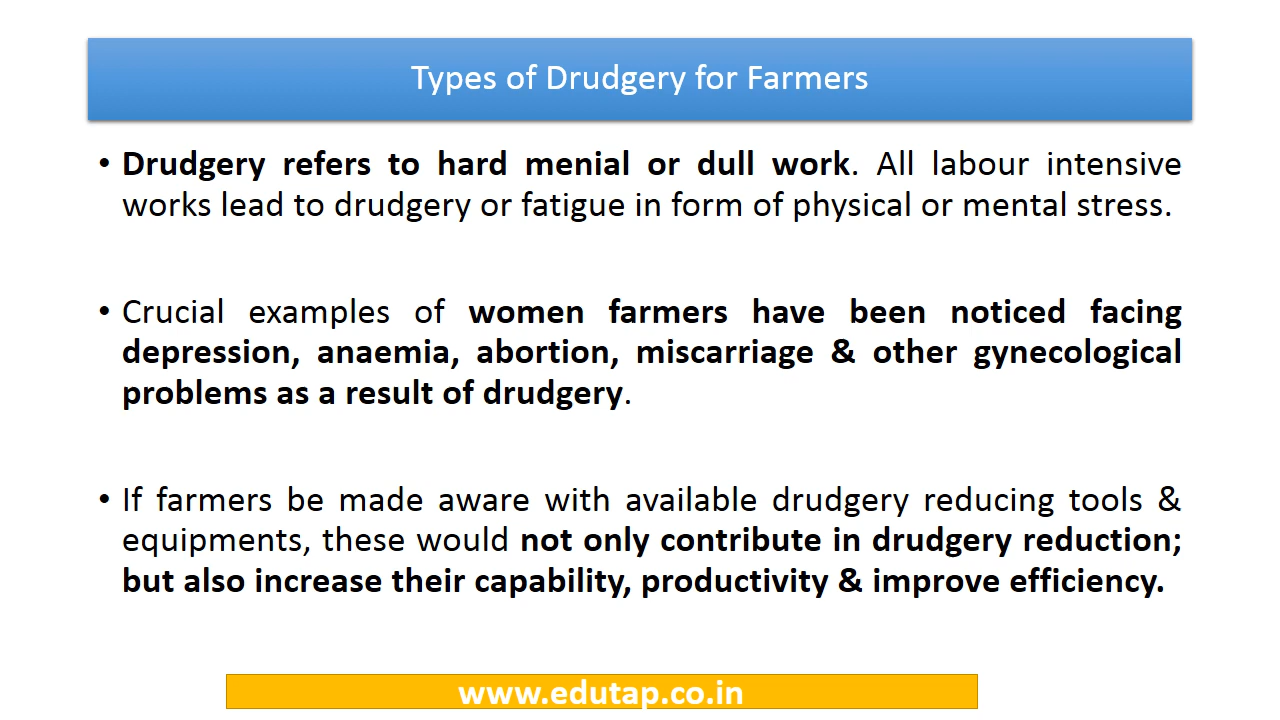 Types of Drudgery for Farmers
• Drudgery refers to hard menial or dull work. All labour intensive
works lead to drudgery or fatigue in form of physical or mental stress.
• Crucial examples of women farmers have been noticed facing
depression, anaemia, abortion, miscarriage & other gynecological
problems as a result of drudgery.
• If farmers be made aware with available drudgery reducing tools &
equipments, these would not only contribute in drudgery reduction;
but also increase their capability, productivity & improve efficiency.
www.edutap.co.in